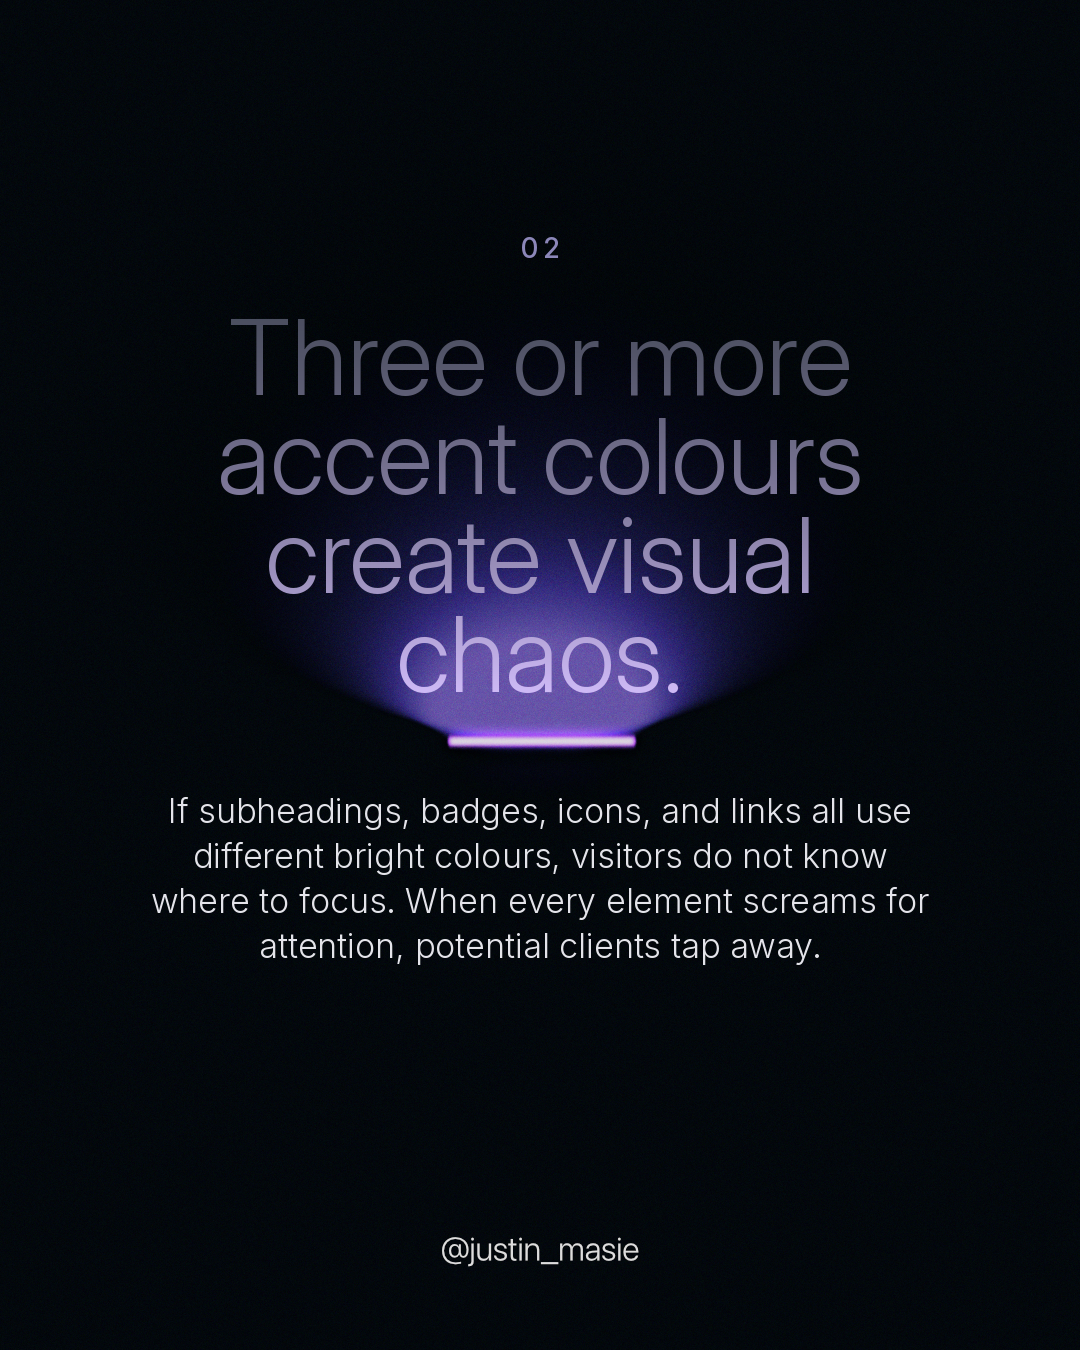 02
Three or more
accent colours
create visual
chaos.
If subheadings, badges, icons, and links all use
different bright colours, visitors do not know
where to focus. When every element screams for
attention, potential clients tap away.
@justin_masie